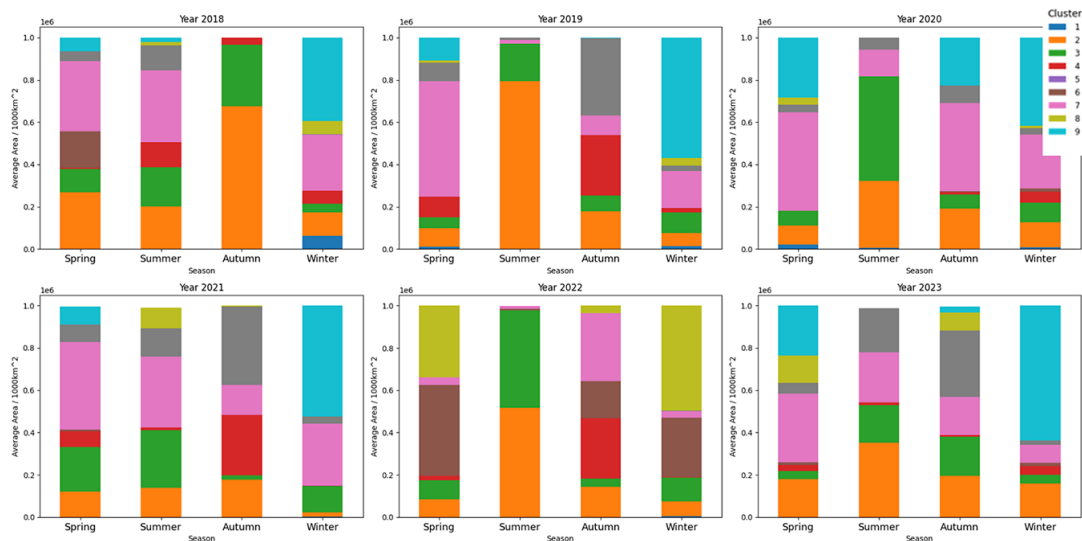 Year 2018
1e6
Average Area / 1000km^2
1.0
0.8
0.6
0.4
0.2
0.0
Spring
Summer
Autumn
Winter
Season
Year 2019
1e6
Average Area / 1000km^2
1.0
0.8
0.6
0.4
0.2
0.0
Spring
Summer
Autumn
Winter
Season
Year 2020
1e6
Average Area / 1000km^2
1.0
0.8
0.6
0.4
0.2
0.0
Spring
Summer
Autumn
Winter
Season
Cluster
1
2
3
4
5
6
7
8
9
Year 2021
1e6
Average Area / 1000km^2
1.0
0.8
0.6
0.4
0.2
0.0
Spring
Summer
Autumn
Winter
Season
Year 2022
1e6
Average Area / 1000km^2
1.0
0.8
0.6
0.4
0.2
0.0
Spring
Summer
Autumn
Winter
Season
Year 2023
1e6
Average Area / 1000km^2
1.0
0.8
0.6
0.4
0.2
0.0
Spring
Summer
Autumn
Winter
Season